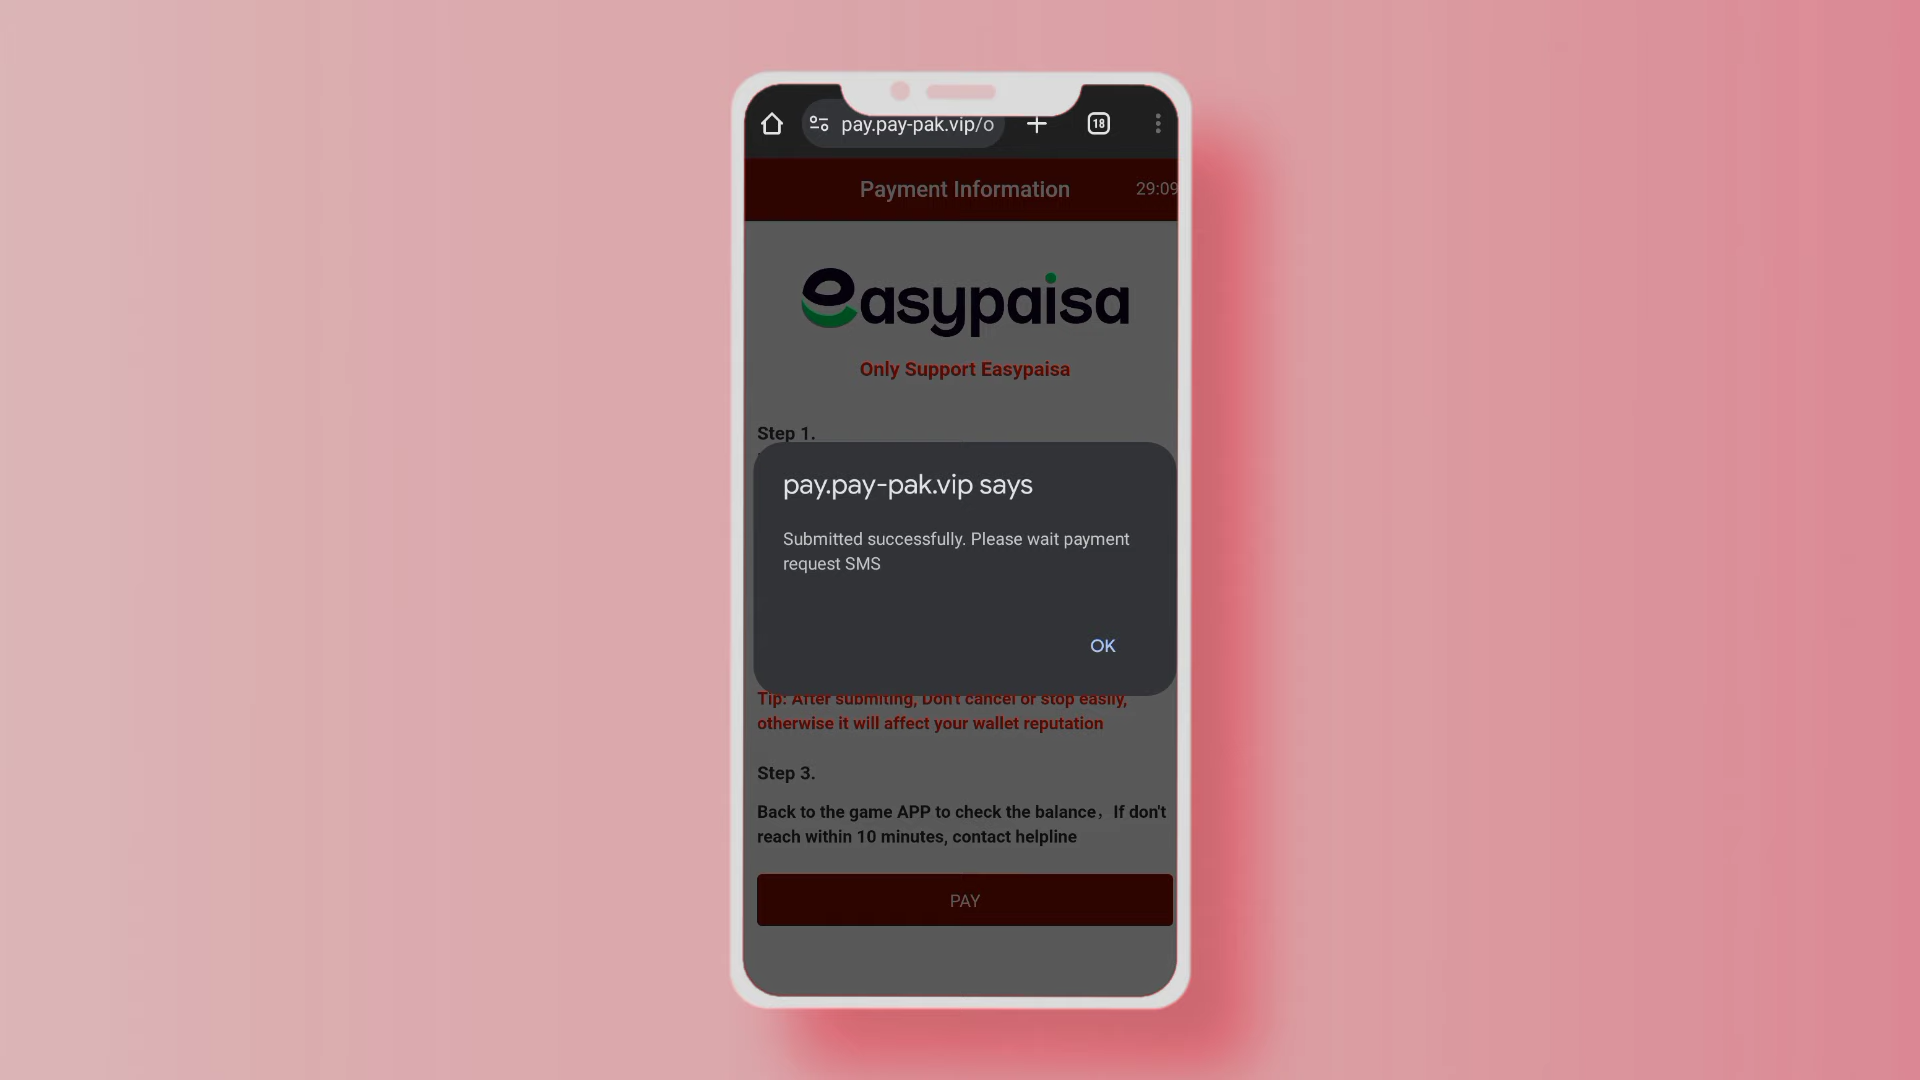 pay.pay-pak.vip/o
18
Payment Information
29:09
easypaisa
Only Support Easypaisa
Step 1.
pay.pay-pak.vip says
Submitted successfully. Please wait payment
request SMS
OK
Tip: After submiting, Don't cancel or stop easily,
otherwise it will affect your wallet reputation
Step 3.
Back to the game APP to check the balance，If don't
reach within 10 minutes, contact helpline
PAY